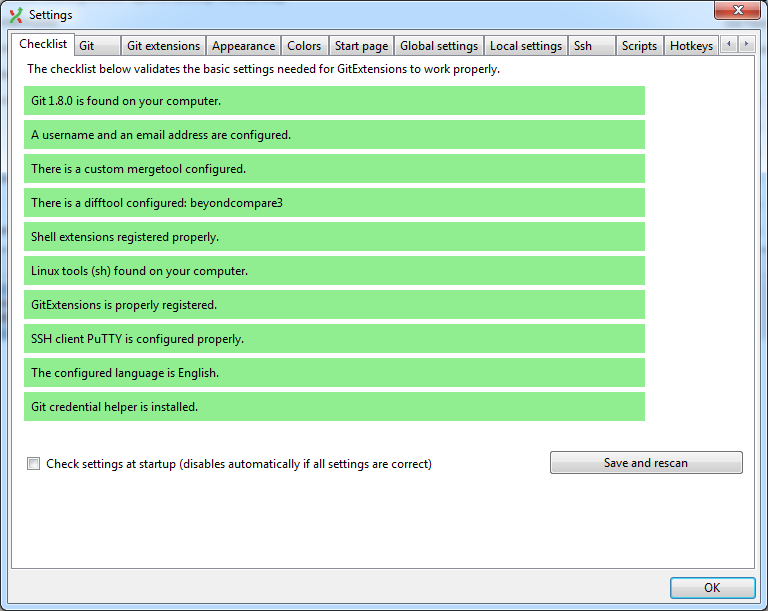 Settings
Checklist Git Git extensions Appearance Colors Start page Global settings Local settings Ssh Scripts Hotkeys
The checklist below validates the basic settings needed for GitExtensions to work properly.
Git 1.8.0 is found on your computer.
A username and an email address are configured.
There is a custom mergetool configured.
There is a difftool configured: beyondcompare3
Shell extensions registered properly.
Linux tools (sh) found on your computer.
GitExtensions is properly registered.
SSH client PuTTY is configured properly.
The configured language is English.
Git credential helper is installed.
Check settings at startup (disables automatically if all settings are correct) Save and rescan
OK